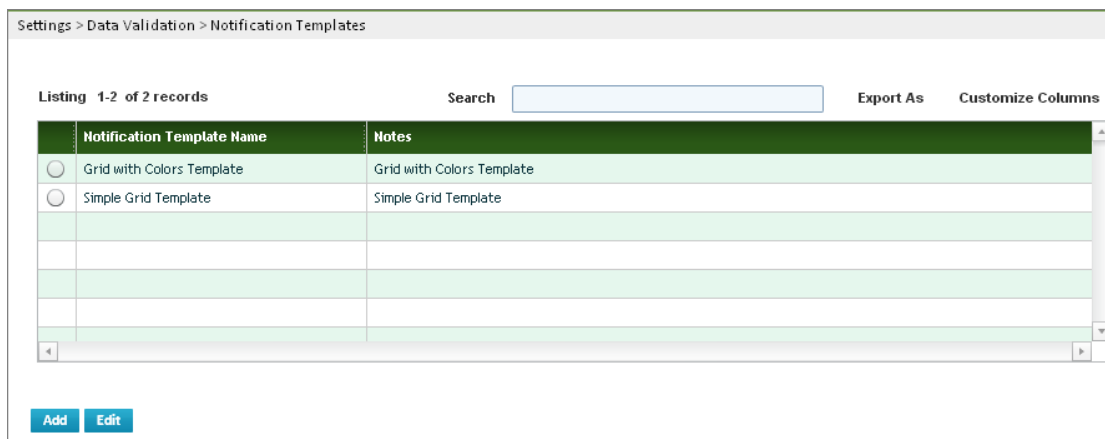 Settings > Data Validation > Notification Templates
Listing 1-2 of 2 records Search Export As Customize Columns
Notification Template Name Notes
Grid with Colors Template Grid with Colors Template
Simple Grid Template Simple Grid Template
Add Edit